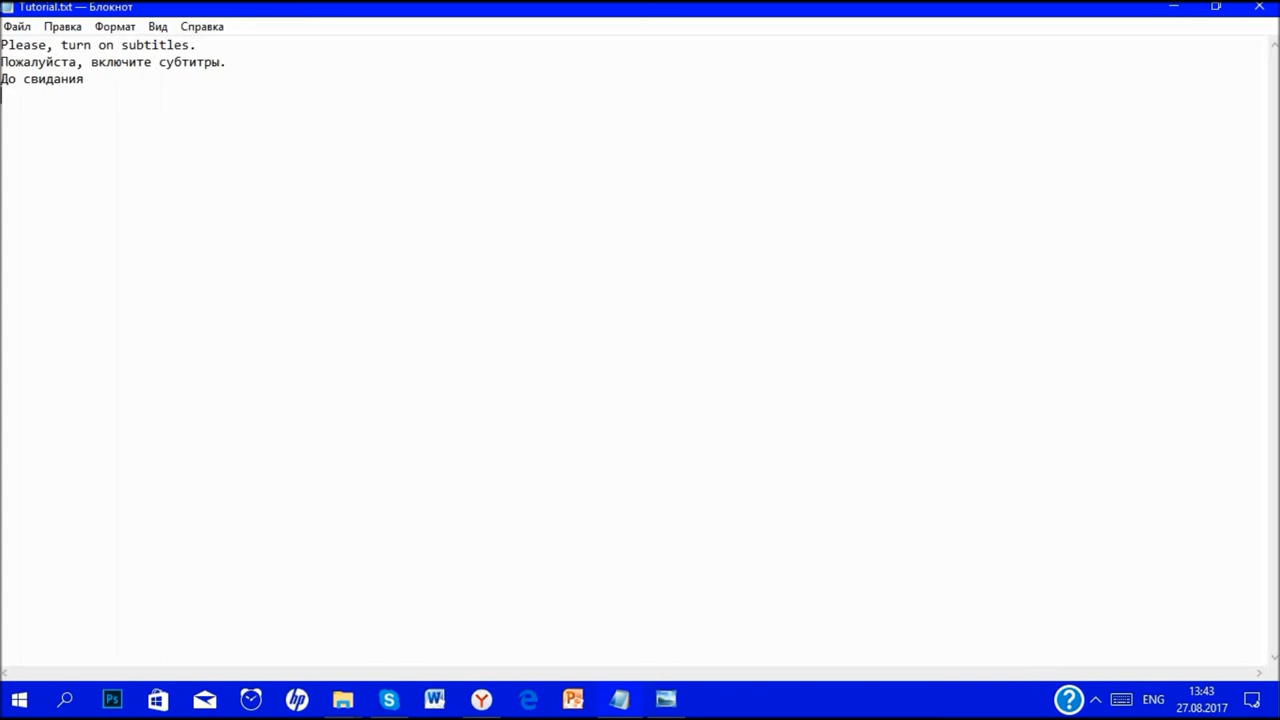 Tutorial.txt — Блокнот
Файл Правка Формат Вид Справка
Please, turn on subtitles.
Пожалуйста, включите субтитры.
До свидания
ENG
13:43
27.08.2017